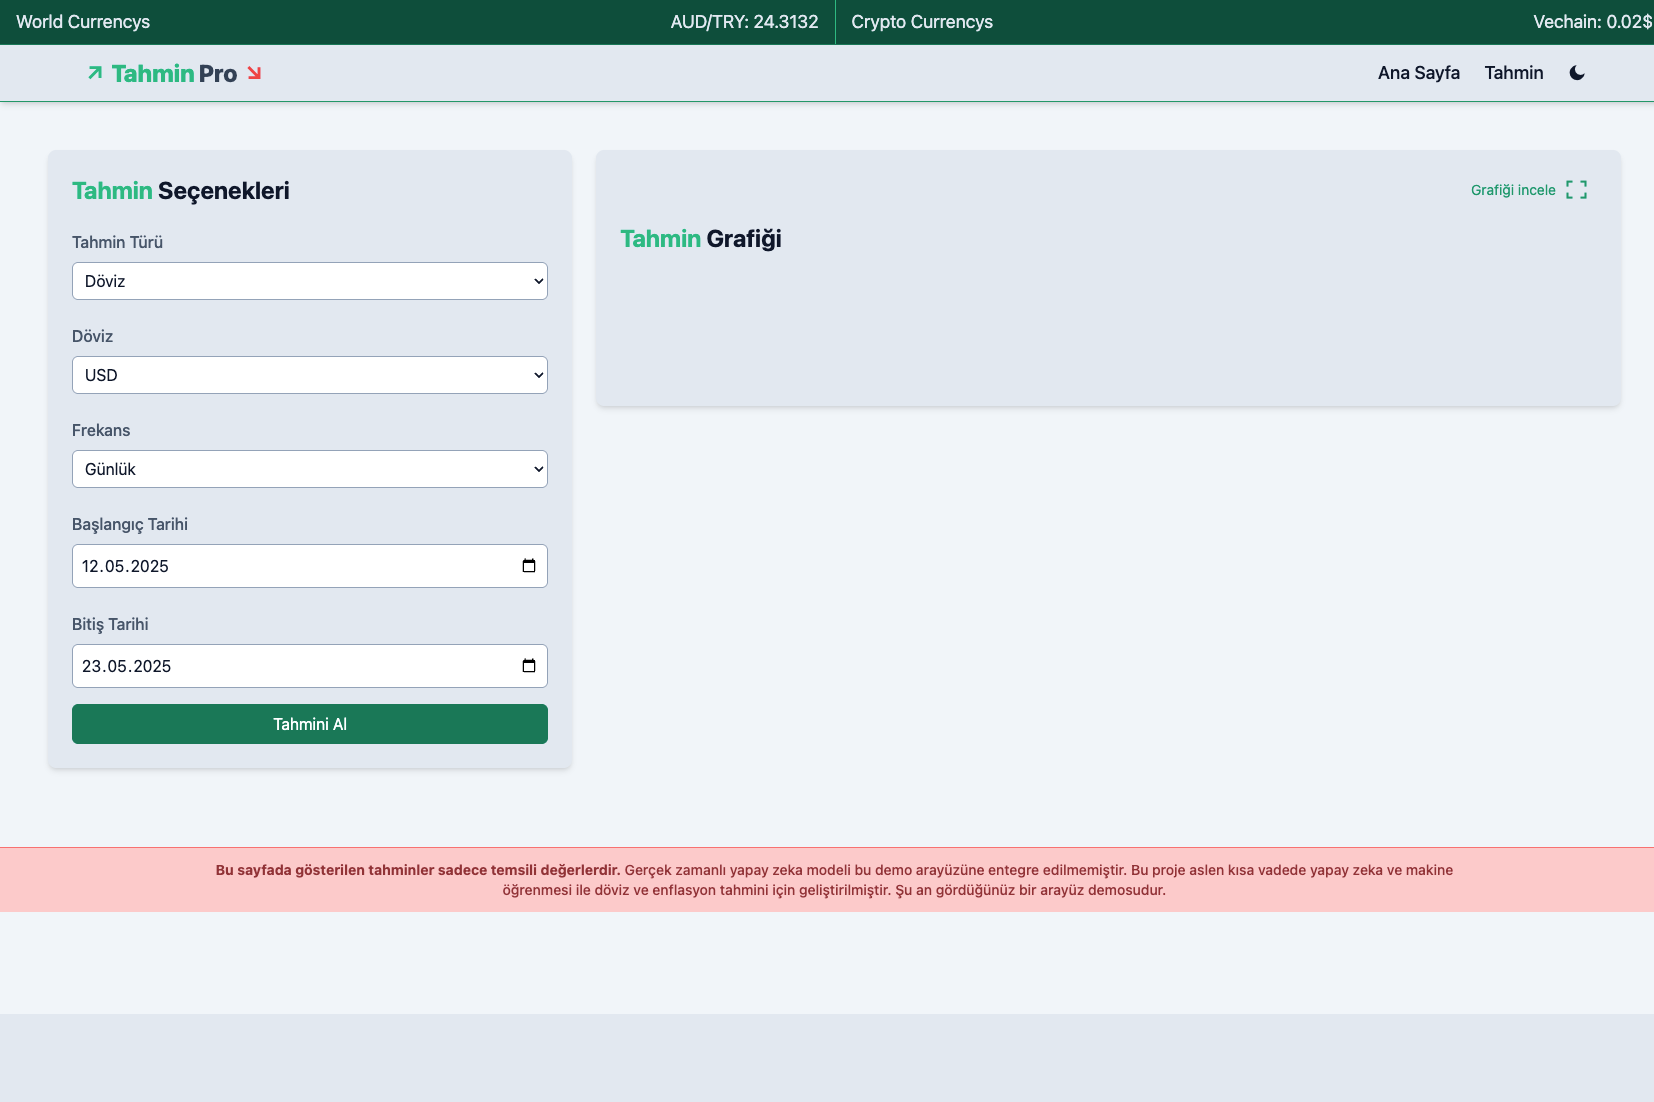 World Currencys
AUD/TRY: 24.3132
Crypto Currencys
Vechain: 0.02$
Tahmin Pro
Ana Sayfa
Tahmin
Tahmin Seçenekleri
Tahmin Türü
Döviz
Döviz
USD
Frekans
Günlük
Başlangıç Tarihi
12.05.2025
Bitiş Tarihi
23.05.2025
Tahmini Al
Grafiği incele
Tahmin Grafiği
Bu sayfada gösterilen tahminler sadece temsili değerlerdir. Gerçek zamanlı yapay zeka modeli bu demo arayüzüne entegre edilmemiştir. Bu proje aslen kısa vadede yapay zeka ve makine
öğrenmesi ile döviz ve enflasyon tahmini için geliştirilmiştir. Şu an gördüğünüz bir arayüz demosudur.